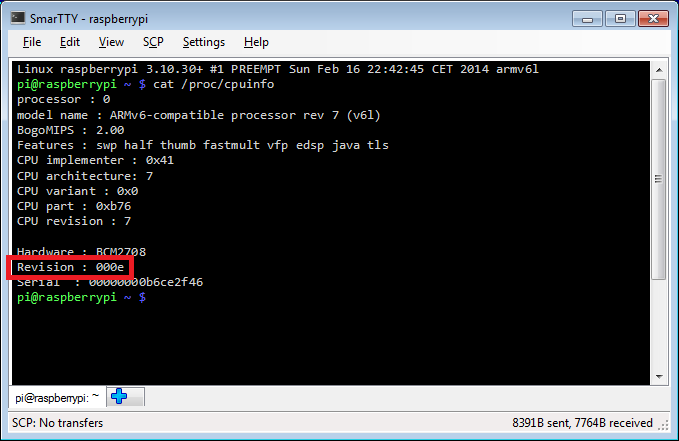 SmarTTY - raspberrypi
File Edit View SCP Settings Help
Linux raspberrypi 3.10.30+ #1 PREEMPT Sun Feb 16 22:42:45 CET 2014 armv6l
pi@raspberrypi ~ $ cat /proc/cpuinfo
processor : 0
model name : ARMv6-compatible processor rev 7 (v6l)
BogoMIPS : 2.00
Features : swp half thumb fastmult vfp edsp java tls
CPU implementer : 0x41
CPU architecture: 7
CPU variant : 0x0
CPU part : 0xb76
CPU revision : 7
Hardware : BCM2708
Revision : 000e
Serial  : 00000000b6ce2f46
pi@raspberrypi ~ $
pi@raspberrypi: ~
SCP: No transfers 8391B sent, 7764B received